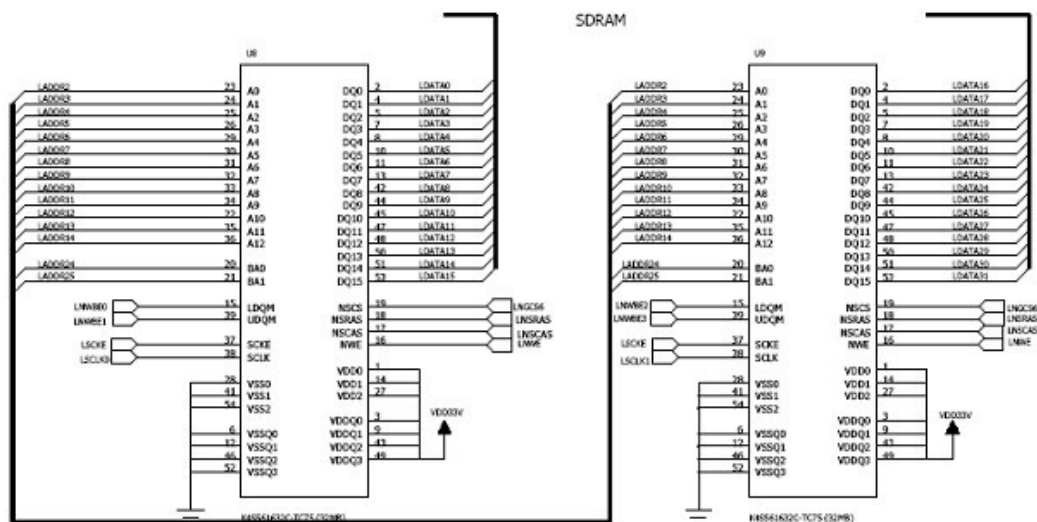 SDRAM
U8
LADDR2 23 A0 DQ0 2 LDATA0
LADDR3 24 A1 DQ1 4 LDATA1
LADDR4 25 A2 DQ2 5 LDATA2
LADDR5 26 A3 DQ3 7 LDATA3
LADDR6 29 A4 DQ4 8 LDATA4
LADDR7 30 A5 DQ5 10 LDATA5
LADDR8 31 A6 DQ6 11 LDATA6
LADDR9 32 A7 DQ7 13 LDATA7
LADDR10 33 A8 DQ8 42 LDATA8
LADDR11 34 A9 DQ9 44 LDATA9
LADDR12 22 A10 DQ10 45 LDATA10
LADDR13 35 A11 DQ11 47 LDATA11
LADDR14 36 A12 DQ12 48 LDATA12
DQ13 50 LDATA13
LADDR24 20 BA0 DQ14 51 LDATA14
LADDR25 21 BA1 DQ15 53 LDATA15
LNWBE0 15 LDQM NSCS 19 LNGCS6
LNWBE1 39 UDQM NSRAS 18 LNSRAS
NSCAS 17 LNSCAS
LSCKE 37 SCKE NWE 16 LNWE
LSCLK0 38 SCLK
VDD0 1
28 VSS0 VDD1 14
41 VSS1 VDD2 27
54 VSS2
VDDQ0 3 VDD33V
6 VSSQ0 VDDQ1 9
12 VSSQ1 VDDQ2 43
46 VSSQ2 VDDQ3 49
52 VSSQ3
K4S561632C-TC75 (32MB)
U9
LADDR2 23 A0 DQ0 2 LDATA16
LADDR3 24 A1 DQ1 4 LDATA17
LADDR4 25 A2 DQ2 5 LDATA18
LADDR5 26 A3 DQ3 7 LDATA19
LADDR6 29 A4 DQ4 8 LDATA20
LADDR7 30 A5 DQ5 10 LDATA21
LADDR8 31 A6 DQ6 11 LDATA22
LADDR9 32 A7 DQ7 13 LDATA23
LADDR10 33 A8 DQ8 42 LDATA24
LADDR11 34 A9 DQ9 44 LDATA25
LADDR12 22 A10 DQ10 45 LDATA26
LADDR13 35 A11 DQ11 47 LDATA27
LADDR14 36 A12 DQ12 48 LDATA28
DQ13 50 LDATA29
LADDR24 20 BA0 DQ14 51 LDATA30
LADDR25 21 BA1 DQ15 53 LDATA31
LNWBE2 15 LDQM NSCS 19 LNGCS6
LNWBE3 39 UDQM NSRAS 18 LNSRAS
NSCAS 17 LNSCAS
LSCKE 37 SCKE NWE 16 LNWE
LSCLK1 38 SCLK
VDD0 1
28 VSS0 VDD1 14
41 VSS1 VDD2 27
54 VSS2
VDDQ0 3 VDD33V
6 VSSQ0 VDDQ1 9
12 VSSQ1 VDDQ2 43
46 VSSQ2 VDDQ3 49
52 VSSQ3
K4S561632C-TC75 (32MB)